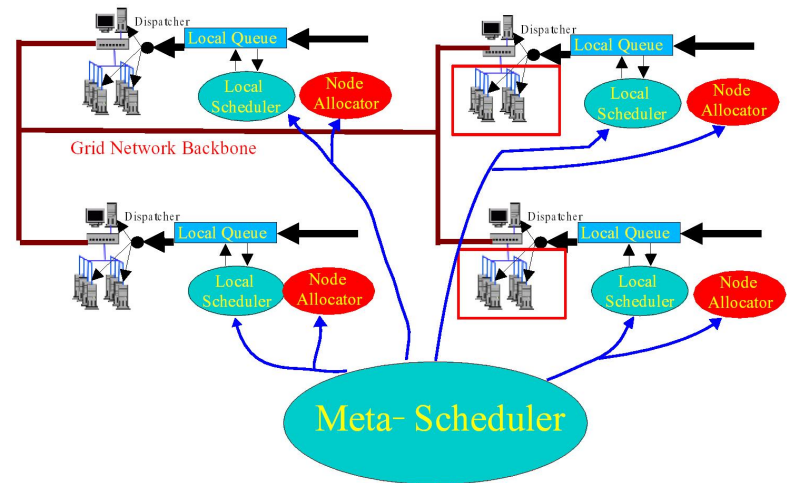 Dispatcher
Local Queue
Local
Scheduler
Node
Allocator
Dispatcher
Local Queue
Local
Scheduler
Node
Allocator
Grid Network Backbone
Dispatcher
Local Queue
Local
Scheduler
Node
Allocator
Dispatcher
Local Queue
Local
Scheduler
Node
Allocator
Meta- Scheduler